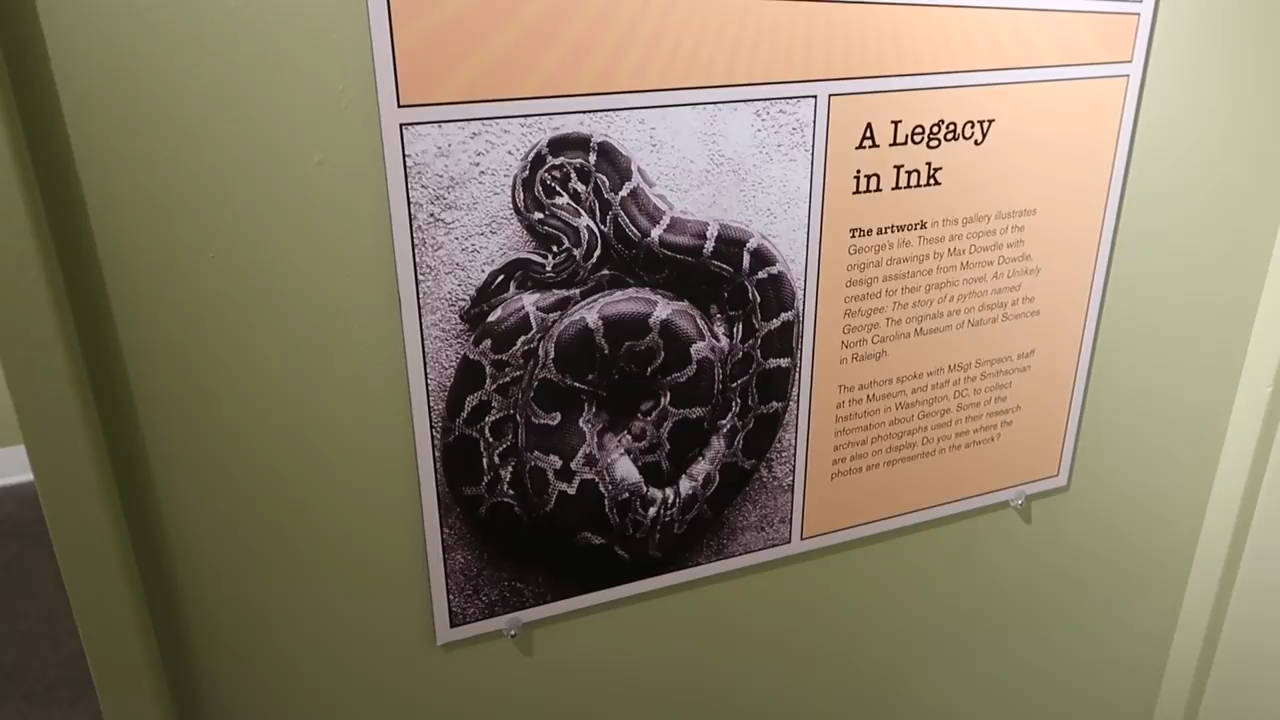 A Legacy
in Ink
The artwork in this gallery illustrates
George's life. These are copies of the
original drawings by Max Dowdle with
design assistance from Morrow Dowdle,
created for their graphic novel, An Unlikely
Refugee: The story of a python named
George. The originals are on display at the
North Carolina Museum of Natural Sciences
in Raleigh.
The authors spoke with MSgt Simpson, staff
at the Museum, and staff at the Smithsonian
Institution in Washington, DC, to collect
information about George. Some of the
archival photographs used in their research
are also on display. Do you see where the
photos are represented in the artwork?